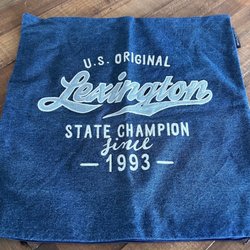 U.S. ORIGINAL
Lexington
STATE CHAMPION
Since
— 1993 —